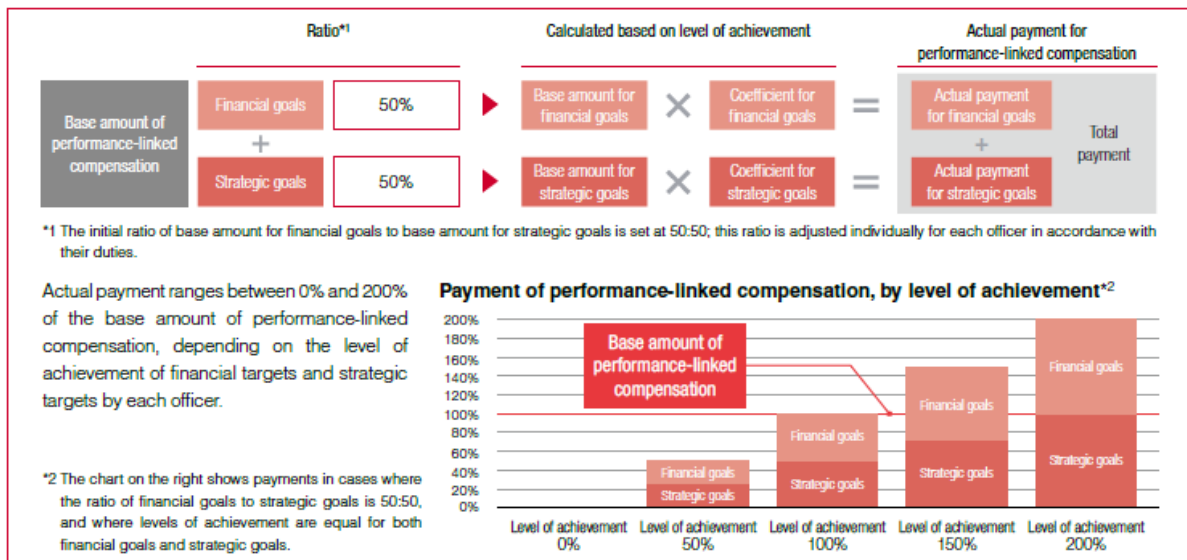 Ratio*1
Calculated based on level of achievement
Actual payment for
performance-linked compensation
Base amount of
performance-linked
compensation
Financial goals
50%
Base amount for
financial goals
×
Coefficient for
financial goals
=
Actual payment
for financial goals
+
+
Total
payment
Strategic goals
50%
Base amount for
strategic goals
×
Coefficient for
strategic goals
=
Actual payment
for strategic goals
*1 The initial ratio of base amount for financial goals to base amount for strategic goals is set at 50:50; this ratio is adjusted individually for each officer in accordance with
their duties.
Actual payment ranges between 0% and 200%
of the base amount of performance-linked
compensation, depending on the level of
achievement of financial targets and strategic
targets by each officer.
*2 The chart on the right shows payments in cases where
the ratio of financial goals to strategic goals is 50:50,
and where levels of achievement are equal for both
financial goals and strategic goals.
Payment of performance-linked compensation, by level of achievement*2
200%
180%
160%
140%
120%
100%
80%
60%
40%
20%
0%
Base amount of
performance-linked
compensation
Financial goals
Strategic goals
Financial goals
Strategic goals
Financial goals
Strategic goals
Financial goals
Strategic goals
Level of achievement
0%
Level of achievement
50%
Level of achievement
100%
Level of achievement
150%
Level of achievement
200%